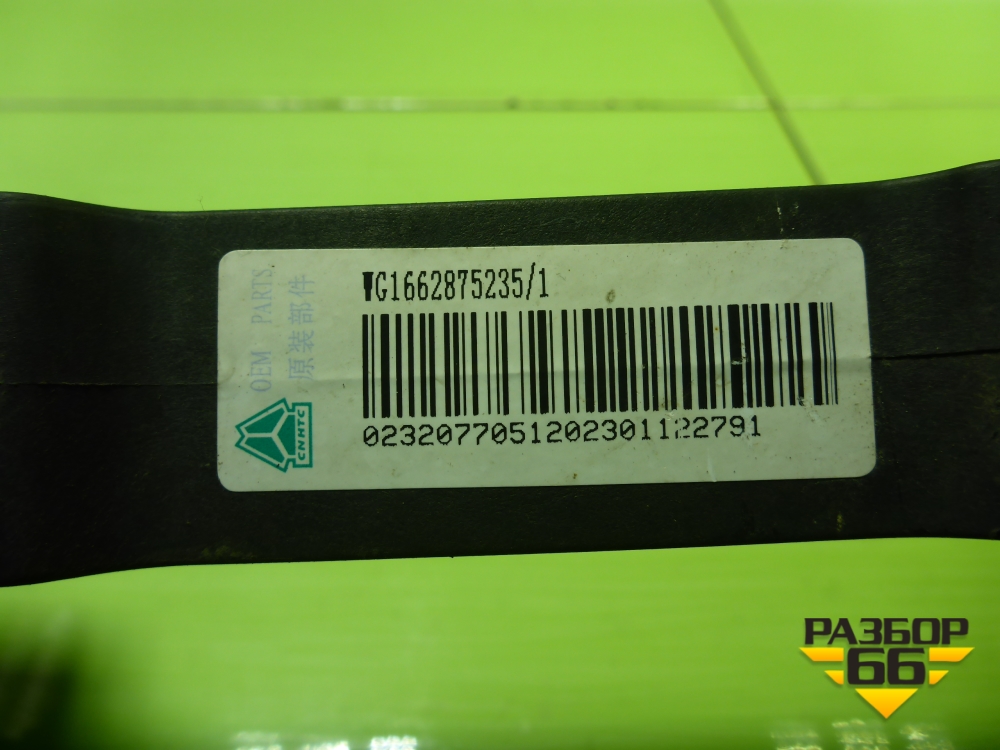 WG1662875235/1
0232077051202301122791
OEM PARTS
原装部件
CNHTC
РАЗБОР
66